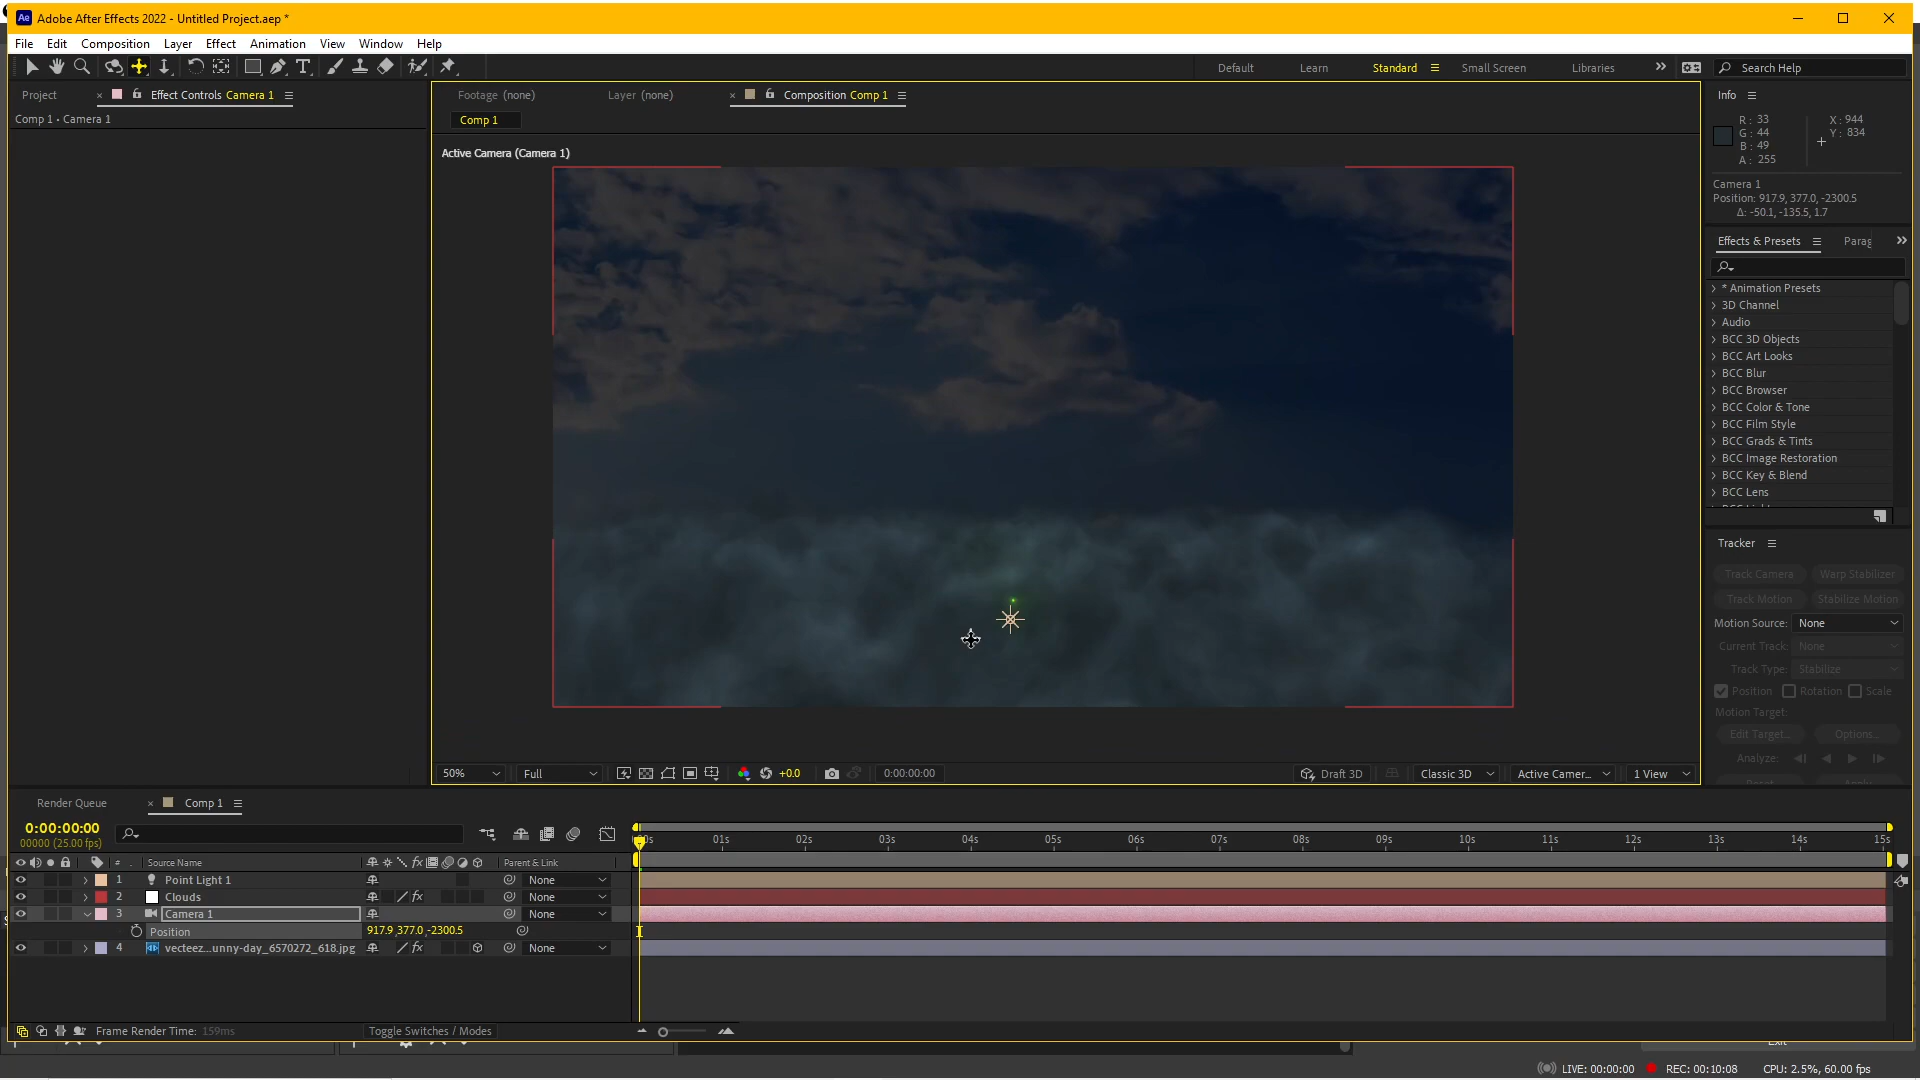 Adobe After Effects 2022 - Untitled Project.aep *
File Edit Composition Layer Effect Animation View Window Help
Default Learn Standard Small Screen Libraries Search Help
Project Effect Controls Camera 1
Comp 1 • Camera 1
Footage (none) Layer (none) Composition Comp 1
Comp 1
Active Camera (Camera 1)
Info
R : 33
G : 44
B : 49
A : 255
X : 944
Y : 834
Camera 1
Position: 917.9, 377.0, -2300.5
Δ: -50.1, -135.5, 1.7
Effects & Presets Parag
* Animation Presets
3D Channel
Audio
BCC 3D Objects
BCC Art Looks
BCC Blur
BCC Browser
BCC Color & Tone
BCC Film Style
BCC Grads & Tints
BCC Image Restoration
BCC Key & Blend
BCC Lens
Tracker
Track Camera Warp Stabilizer
Track Motion Stabilize Motion
Motion Source: None
Current Track: None
Track Type: Stabilize
Position Rotation Scale
Motion Target:
Edit Target... Options...
Analyze:
50% Full +0.0 0:00:00:00 Draft 3D Classic 3D Active Camer... 1 View
Render Queue Comp 1
0:00:00:00
00000 (25.00 fps)
01s 02s 03s 04s 05s 06s 07s 08s 09s 10s 11s 12s 13s 14s 15s
# Source Name fx Parent & Link
1 Point Light 1 None
2 Clouds fx None
3 Camera 1 None
Position 917.9,377.0,-2300.5
4 vecteez...unny-day_6570272_618.jpg fx None
Frame Render Time: 159ms Toggle Switches / Modes
LIVE: 00:00:00 REC: 00:10:08 CPU: 2.5%, 60.00 fps